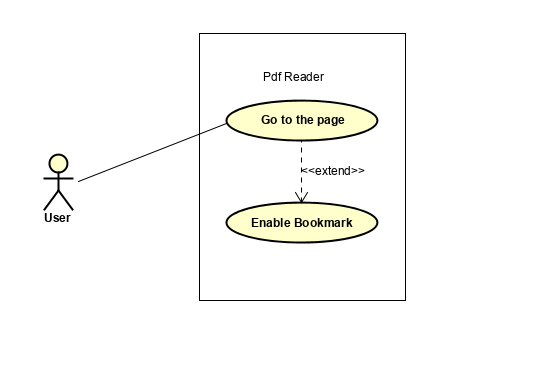 Pdf Reader
Go to the page
<<extend>>
User
Enable Bookmark